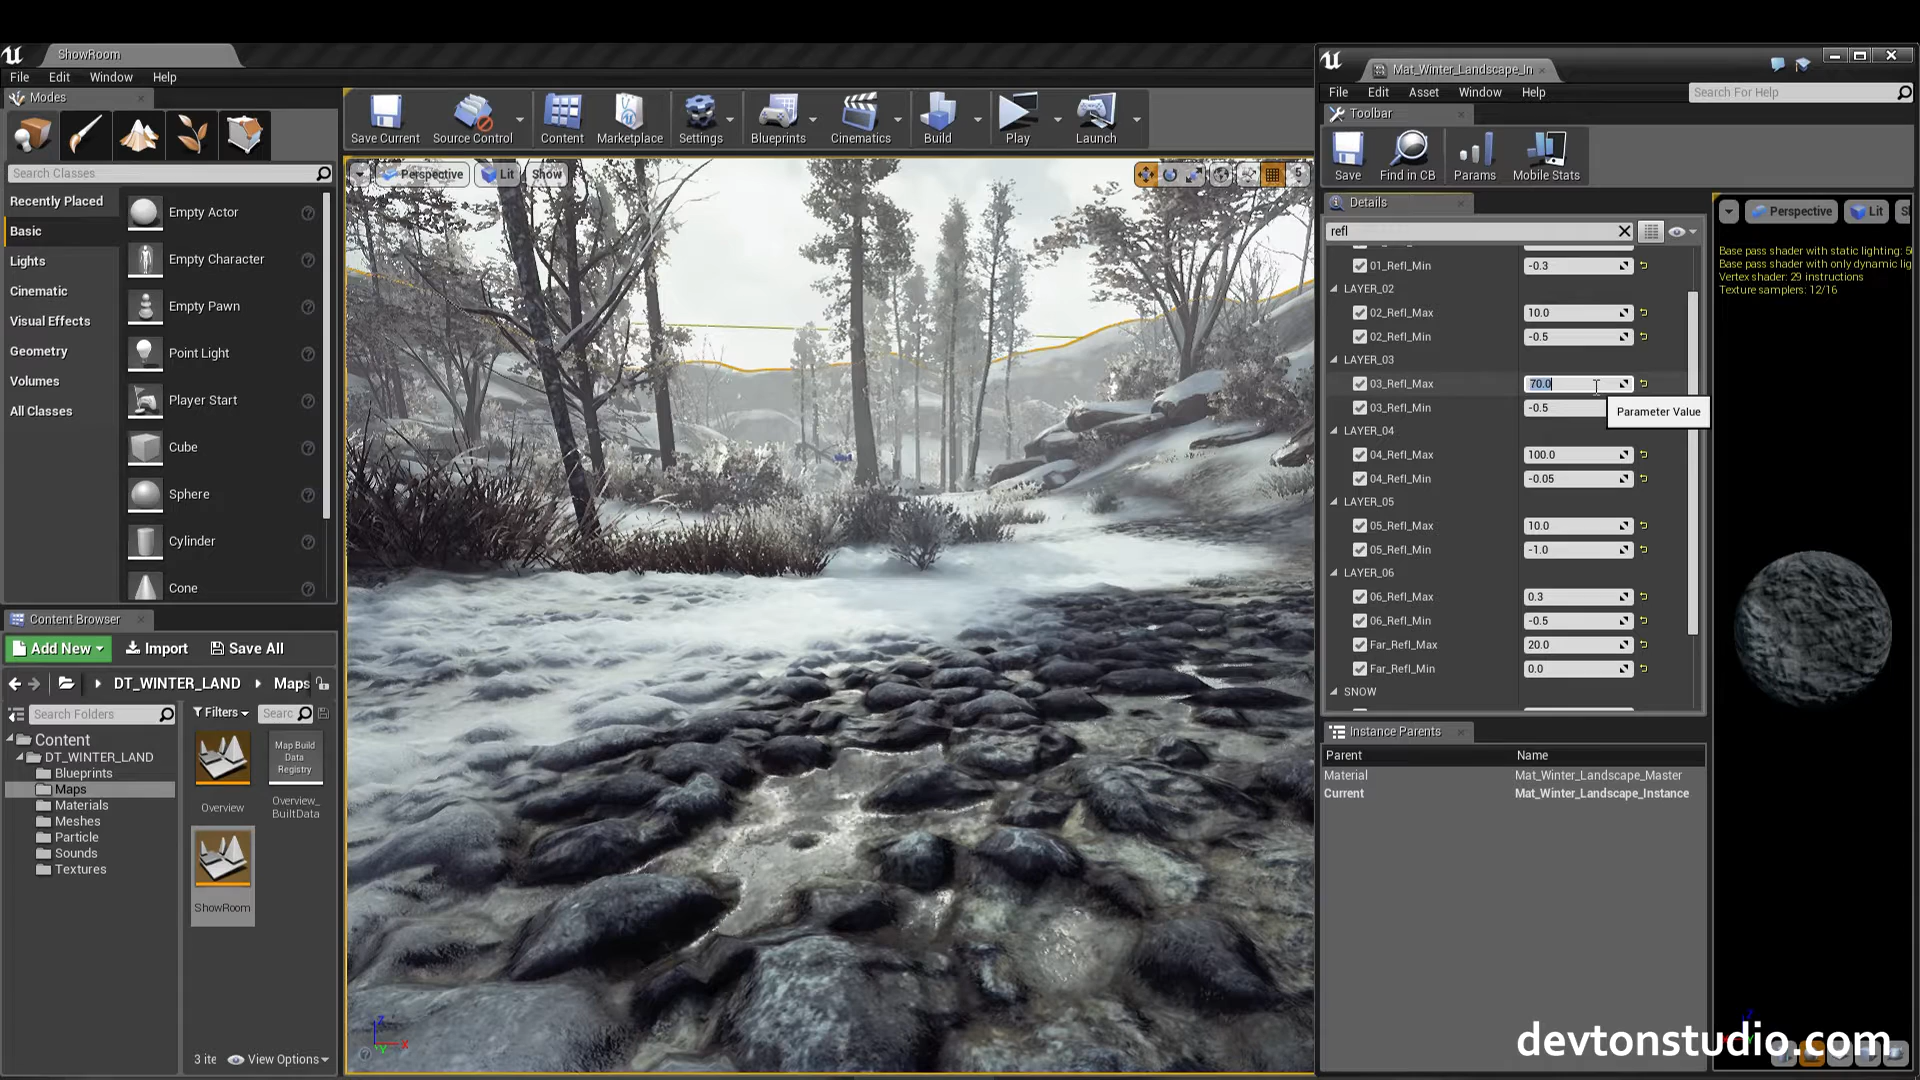 ShowRoom
File Edit Window Help
Modes
Search Classes
Recently Placed
Basic
Lights
Cinematic
Visual Effects
Geometry
Volumes
All Classes
Empty Actor
Empty Character
Empty Pawn
Point Light
Player Start
Cube
Sphere
Cylinder
Cone
Content Browser
Add New Import Save All
DT_WINTER_LAND Maps
Search Folders
Filters
Searc
Content
DT_WINTER_LAND
Blueprints
Maps
Materials
Meshes
Particle
Sounds
Textures
Overview
Map Build
Data
Registry
Overview_
BuiltData
ShowRoom
3 ite
View Options
Save Current Source Control Content Marketplace Settings Blueprints Cinematics Build Play Launch
Perspective Lit Show
5
Z
X
Y
Mat_Winter_Landscape_In
File Edit Asset Window Help
Search For Help
Toolbar
Save Find in CB Params Mobile Stats
Details
refl
01_Refl_Min -0.3
LAYER_02
02_Refl_Max 10.0
02_Refl_Min -0.5
LAYER_03
03_Refl_Max 70.0
03_Refl_Min -0.5
Parameter Value
LAYER_04
04_Refl_Max 100.0
04_Refl_Min -0.05
LAYER_05
05_Refl_Max 10.0
05_Refl_Min -1.0
LAYER_06
06_Refl_Max 0.3
06_Refl_Min -0.5
Far_Refl_Max 20.0
Far_Refl_Min 0.0
SNOW
Instance Parents
Parent Name
Material Mat_Winter_Landscape_Master
Current Mat_Winter_Landscape_Instance
Perspective Lit
Base pass shader with static lighting:
Base pass shader with only dynamic lig
Vertex shader: 29 instructions
Texture samplers: 12/16
devtonstudio.com